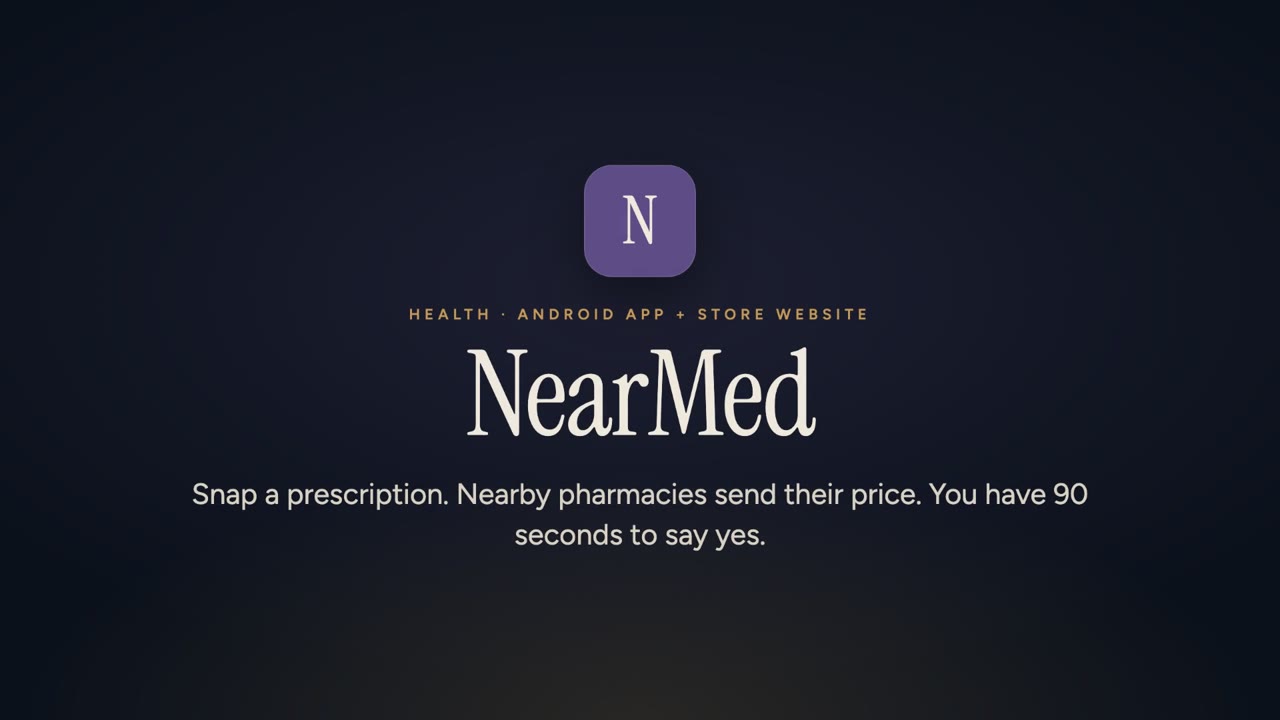 N
HEALTH · ANDROID APP + STORE WEBSITE
NearMed
Snap a prescription. Nearby pharmacies send their price. You have 90
seconds to say yes.